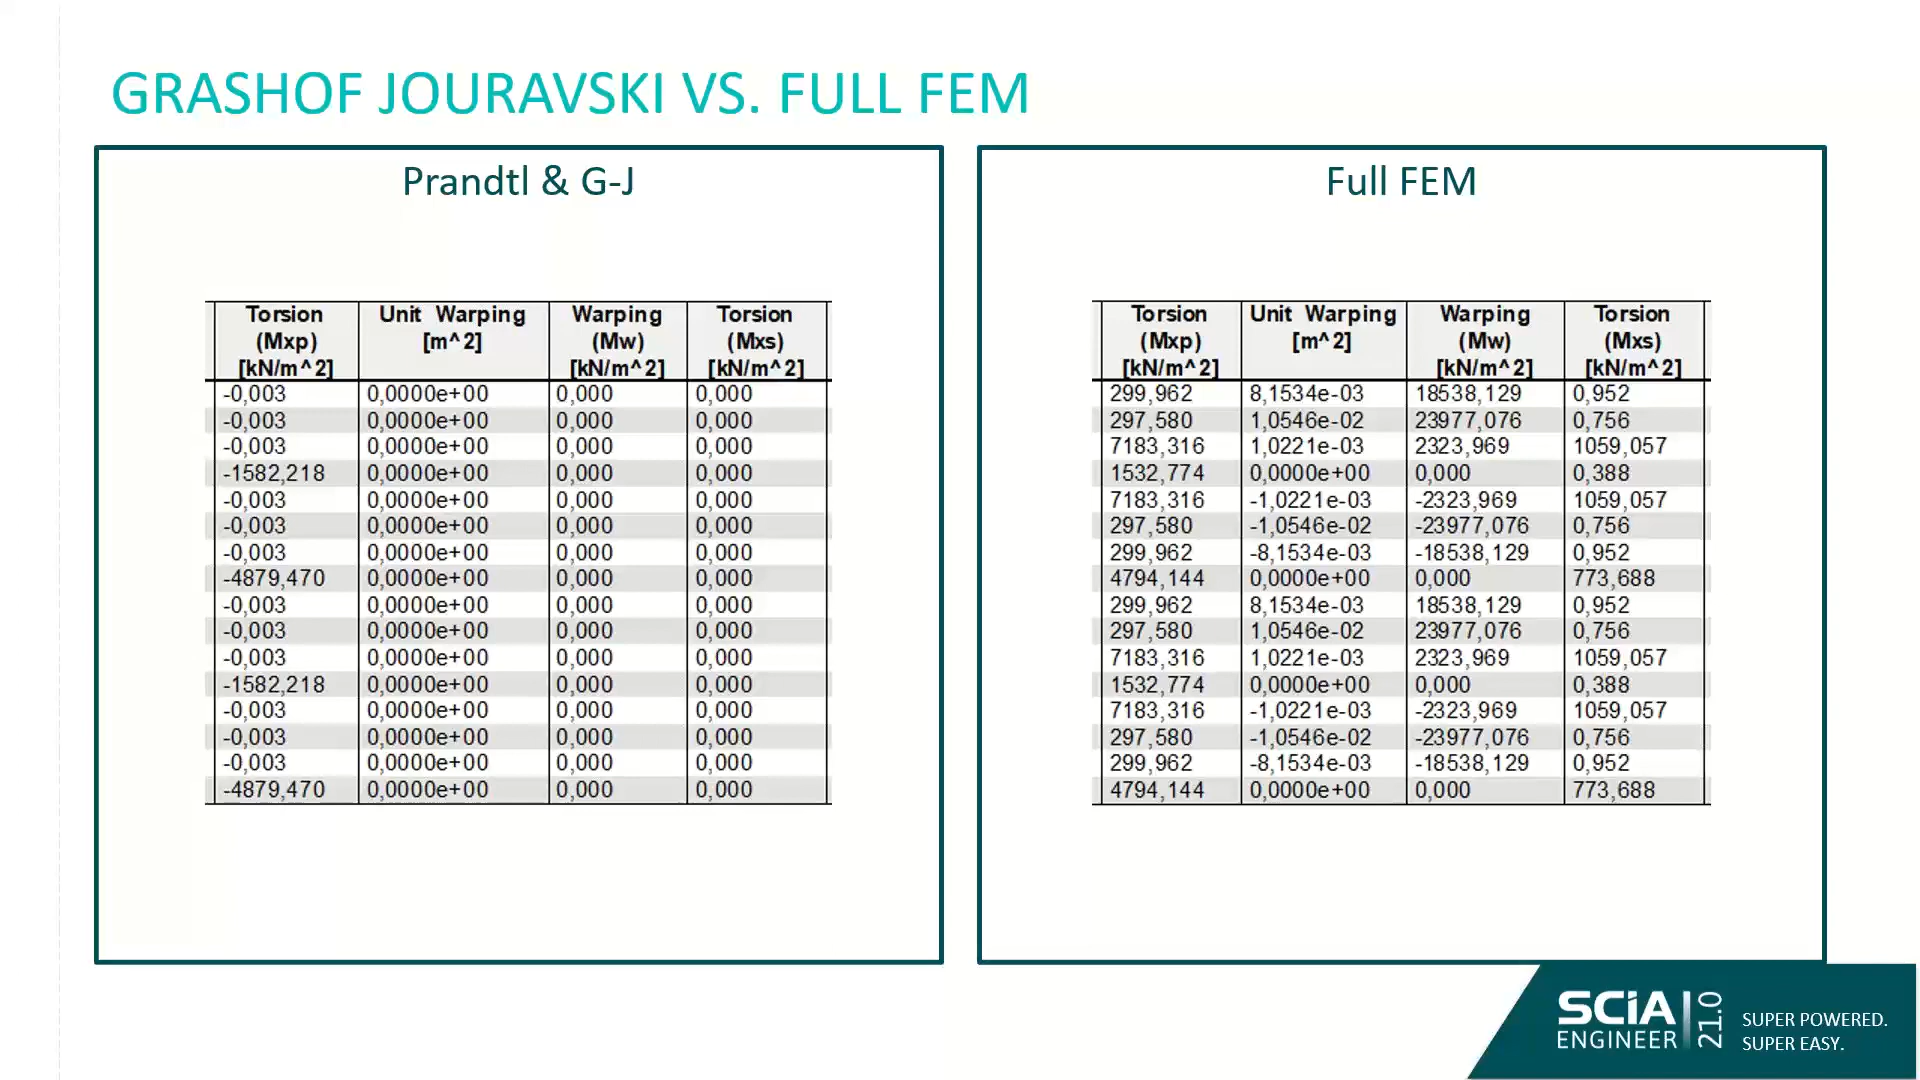 GRASHOF JOURAVSKI VS. FULL FEM
Prandtl & G-J
Torsion (Mxp) [kN/m^2] Unit Warping [m^2] Warping (Mw) [kN/m^2] Torsion (Mxs) [kN/m^2]
-0,003 0,0000e+00 0,000 0,000
-0,003 0,0000e+00 0,000 0,000
-0,003 0,0000e+00 0,000 0,000
-1582,218 0,0000e+00 0,000 0,000
-0,003 0,0000e+00 0,000 0,000
-0,003 0,0000e+00 0,000 0,000
-0,003 0,0000e+00 0,000 0,000
-4879,470 0,0000e+00 0,000 0,000
-0,003 0,0000e+00 0,000 0,000
-0,003 0,0000e+00 0,000 0,000
-0,003 0,0000e+00 0,000 0,000
-1582,218 0,0000e+00 0,000 0,000
-0,003 0,0000e+00 0,000 0,000
-0,003 0,0000e+00 0,000 0,000
-0,003 0,0000e+00 0,000 0,000
-4879,470 0,0000e+00 0,000 0,000
Full FEM
Torsion (Mxp) [kN/m^2] Unit Warping [m^2] Warping (Mw) [kN/m^2] Torsion (Mxs) [kN/m^2]
299,962 8,1534e-03 18538,129 0,952
297,580 1,0546e-02 23977,076 0,756
7183,316 1,0221e-03 2323,969 1059,057
1532,774 0,0000e+00 0,000 0,388
7183,316 -1,0221e-03 -2323,969 1059,057
297,580 -1,0546e-02 -23977,076 0,756
299,962 -8,1534e-03 -18538,129 0,952
4794,144 0,0000e+00 0,000 773,688
299,962 8,1534e-03 18538,129 0,952
297,580 1,0546e-02 23977,076 0,756
7183,316 1,0221e-03 2323,969 1059,057
1532,774 0,0000e+00 0,000 0,388
7183,316 -1,0221e-03 -2323,969 1059,057
297,580 -1,0546e-02 -23977,076 0,756
299,962 -8,1534e-03 -18538,129 0,952
4794,144 0,0000e+00 0,000 773,688
SCiA
ENGINEER
21.0
SUPER POWERED.
SUPER EASY.